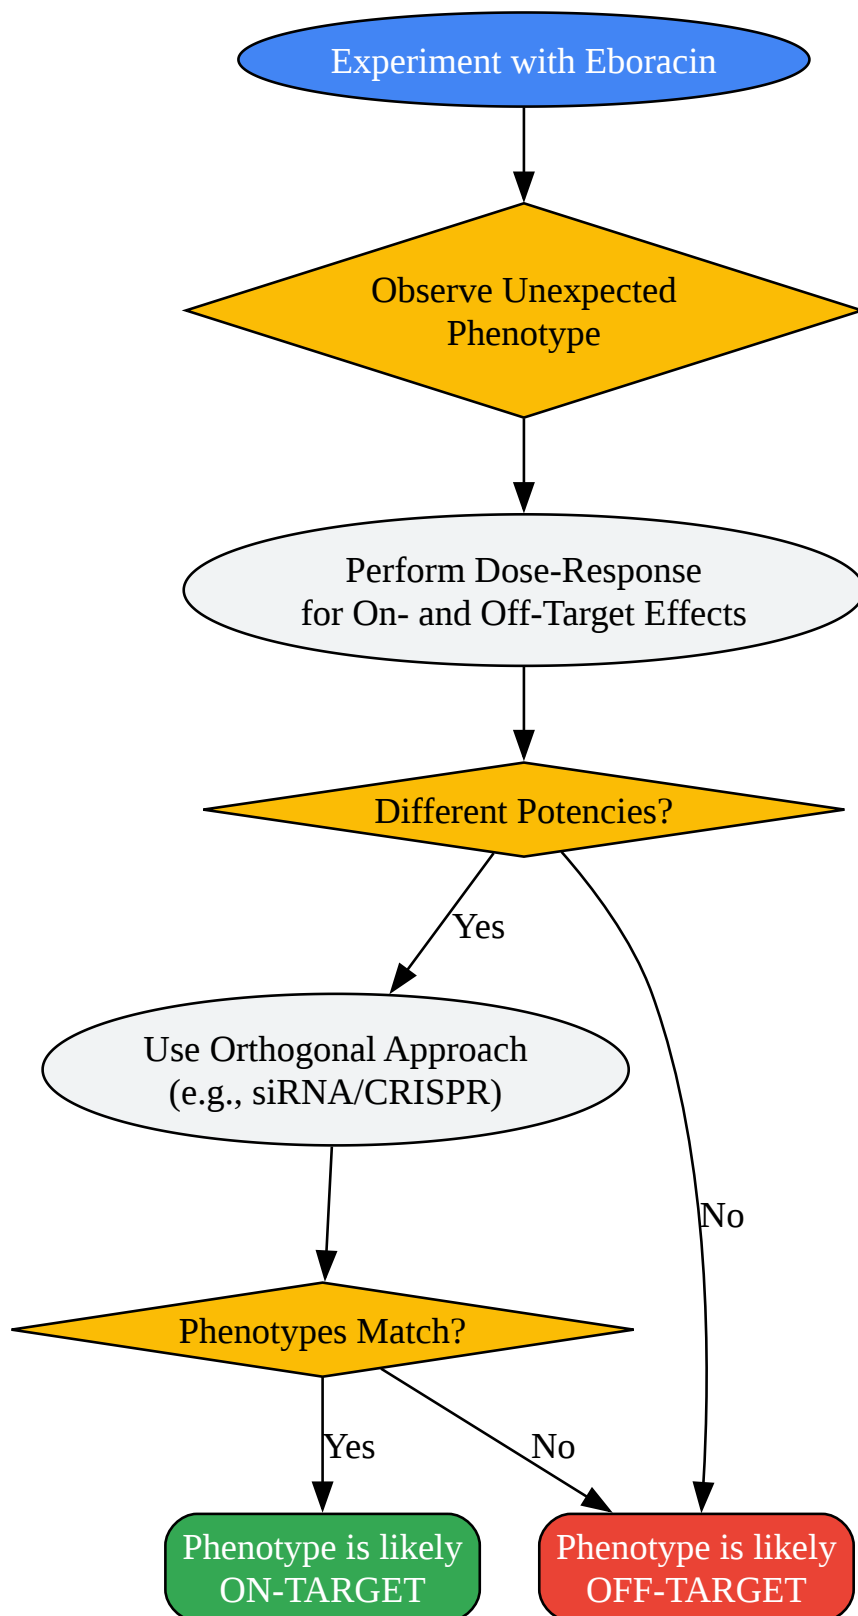 Experiment with Eboracin
Observe Unexpected
Phenotype
Perform Dose-Response
for On- and Off-Target Effects
Different Potencies?
Yes
Use Orthogonal Approach
(e.g., siRNA/CRISPR)
No
Phenotypes Match?
Yes
No
Phenotype is likely
ON-TARGET
Phenotype is likely
OFF-TARGET